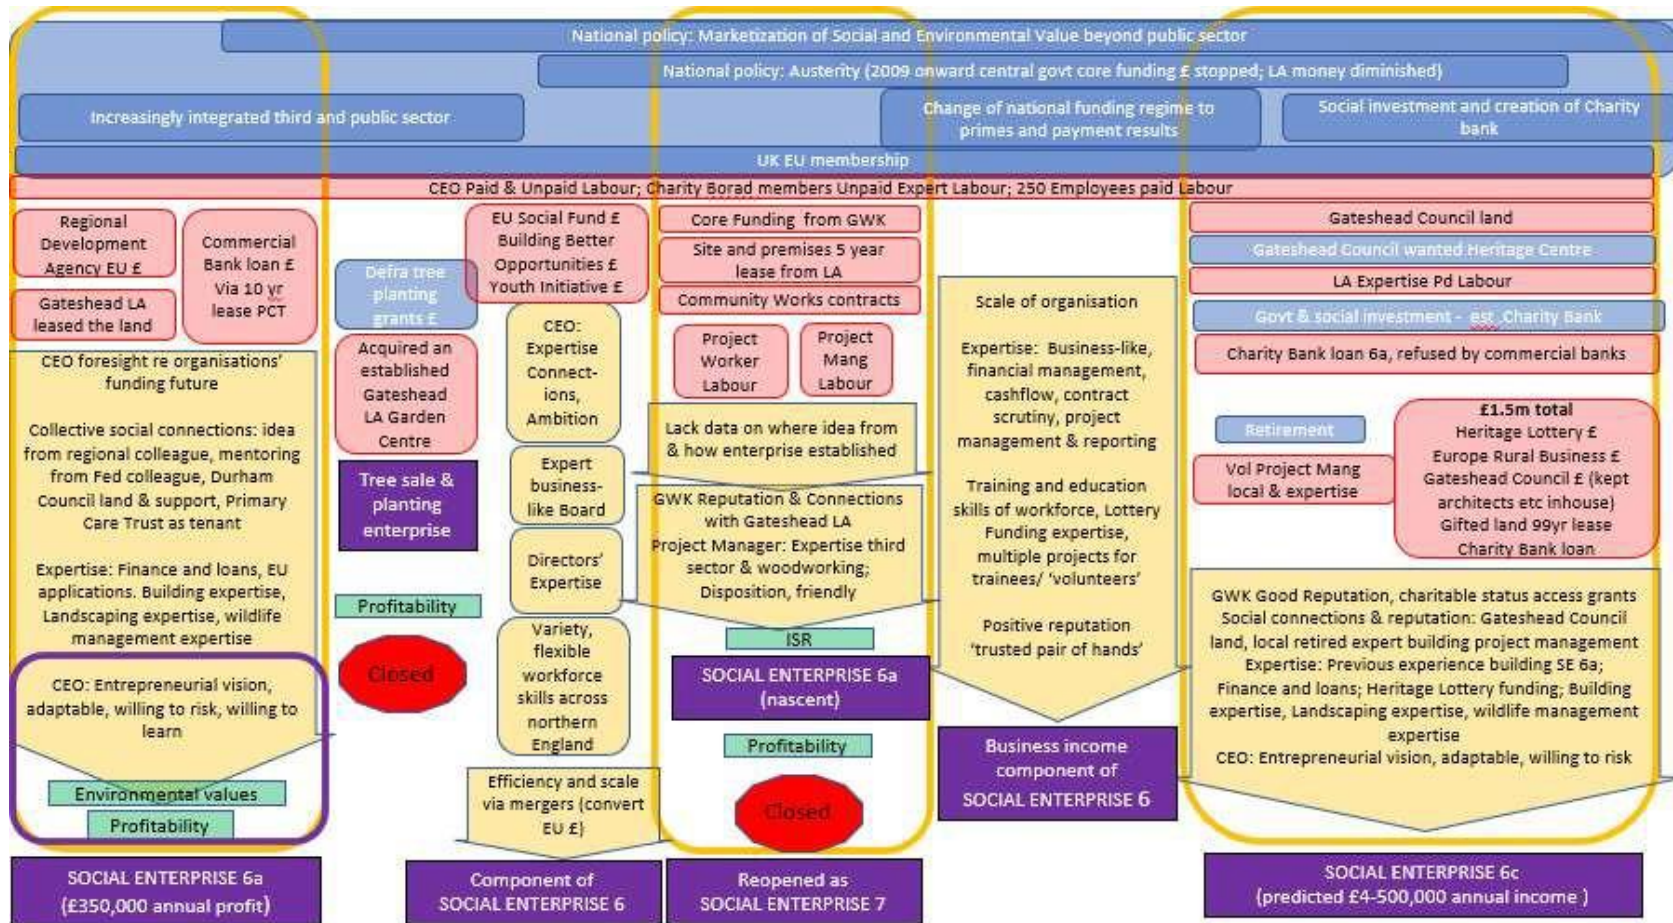 National policy: Marketization of Social and Environmental Value beyond public sector
National policy: Austerity (2009 onward central govt core funding £ stopped; LA money diminished)
Increasingly integrated third and public sector
Change of national funding regime to
primes and payment results
Social investment and creation of Charity
bank
UK EU membership
CEO Paid & Unpaid Labour; Charity Borad members Unpaid Expert Labour; 250 Employees paid Labour
Regional
Development
Agency EU £
Gateshead LA
leased the land
Commercial
Bank loan £
Via 10 yr
lease PCT
CEO foresight re organisations'
funding future
Collective social connections: idea
from regional colleague, mentoring
from Fed colleague, Durham
Council land & support, Primary
Care Trust as tenant
Expertise: Finance and loans, EU
applications. Building expertise,
Landscaping expertise, wildlife
management expertise
CEO: Entrepreneurial vision,
adaptable, willing to risk, willing to
learn
Environmental values
Profitability
SOCIAL ENTERPRISE 6a
(£350,000 annual profit)
Defra tree
planting
grants £
Acquired an
established
Gateshead
LA Garden
Centre
Tree sale &
planting
enterprise
Profitability
Closed
EU Social Fund £
Building Better
Opportunities £
Youth Initiative £
CEO:
Expertise
Connect-
ions,
Ambition
Expert
business-
like Board
Directors'
Expertise
Variety,
flexible
workforce
skills across
northern
England
Efficiency and scale
via mergers (convert
EU £)
Component of
SOCIAL ENTERPRISE 6
Core Funding from GWK
Site and premises 5 year
lease from LA
Community Works contracts
Project
Worker
Labour
Project
Mang
Labour
Lack data on where idea from
& how enterprise established
GWK Reputation & Connections
with Gateshead LA
Project Manager: Expertise third
sector & woodworking;
Disposition, friendly
ISR
SOCIAL ENTERPRISE 6a
(nascent)
Profitability
Closed
Reopened as
SOCIAL ENTERPRISE 7
Scale of organisation
Expertise: Business-like,
financial management,
cashflow, contract
scrutiny, project
management & reporting
Training and education
skills of workforce, Lottery
Funding expertise,
multiple projects for
trainees/ 'volunteers'
Positive reputation
'trusted pair of hands'
Business income
component of
SOCIAL ENTERPRISE 6
Gateshead Council land
Gateshead Council wanted Heritage Centre
LA Expertise Pd Labour
Govt & social investment - est Charity Bank
Charity Bank loan 6a, refused by commercial banks
Retirement
Vol Project Mang
local & expertise
£1.5m total
Heritage Lottery £
Europe Rural Business £
Gateshead Council £ (kept
architects etc inhouse)
Gifted land 99yr lease
Charity Bank loan
GWK Good Reputation, charitable status access grants
Social connections & reputation: Gateshead Council
land, local retired expert building project management
Expertise: Previous experience building SE 6a;
Finance and loans; Heritage Lottery funding; Building
expertise, Landscaping expertise, wildlife management
expertise
CEO: Entrepreneurial vision, adaptable, willing to risk
SOCIAL ENTERPRISE 6c
(predicted £4-500,000 annual income )